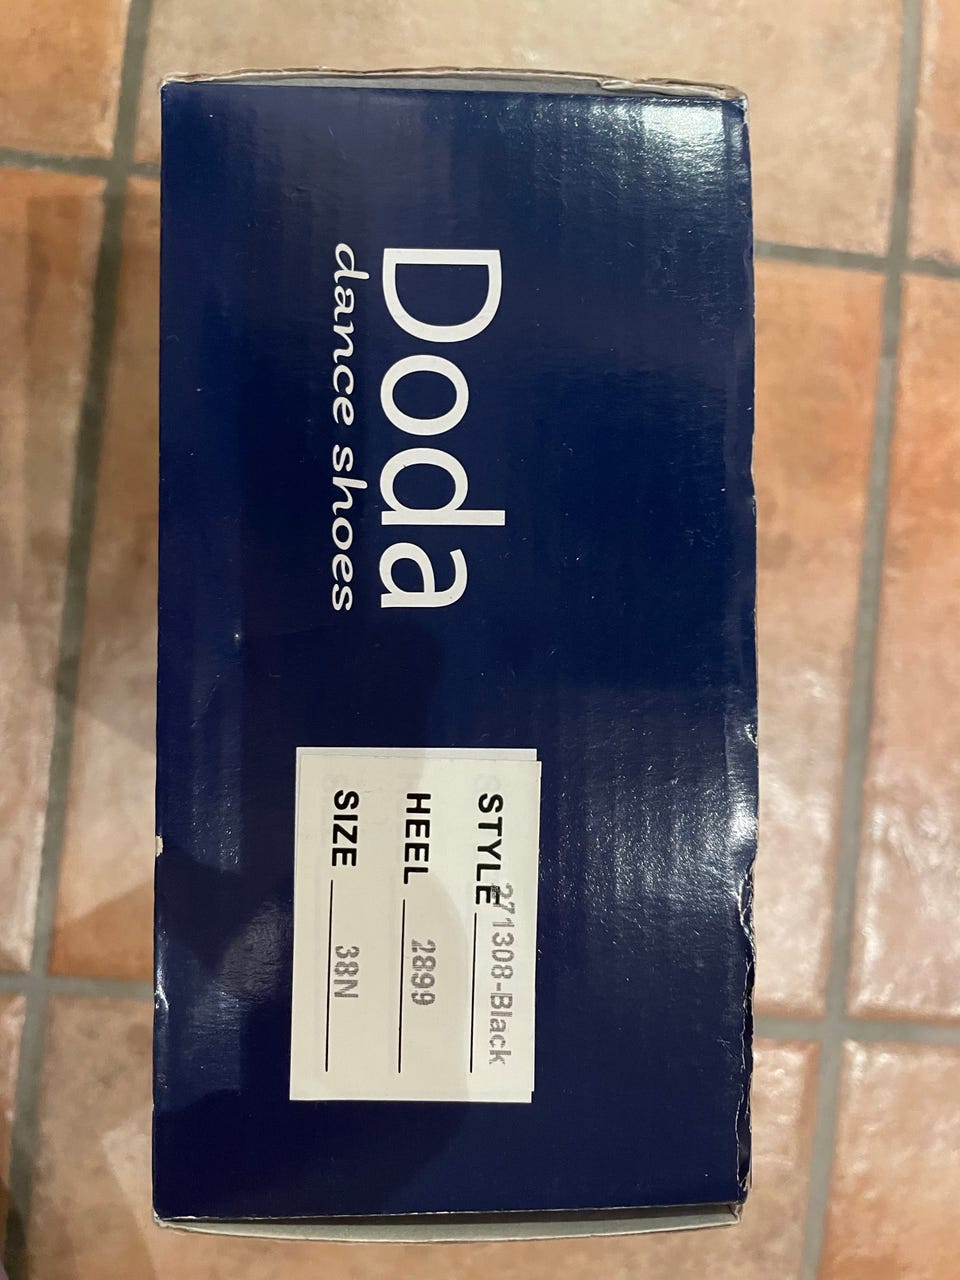 Doda
dance shoes
STYLE 271308-Black
HEEL 2899
SIZE 38N